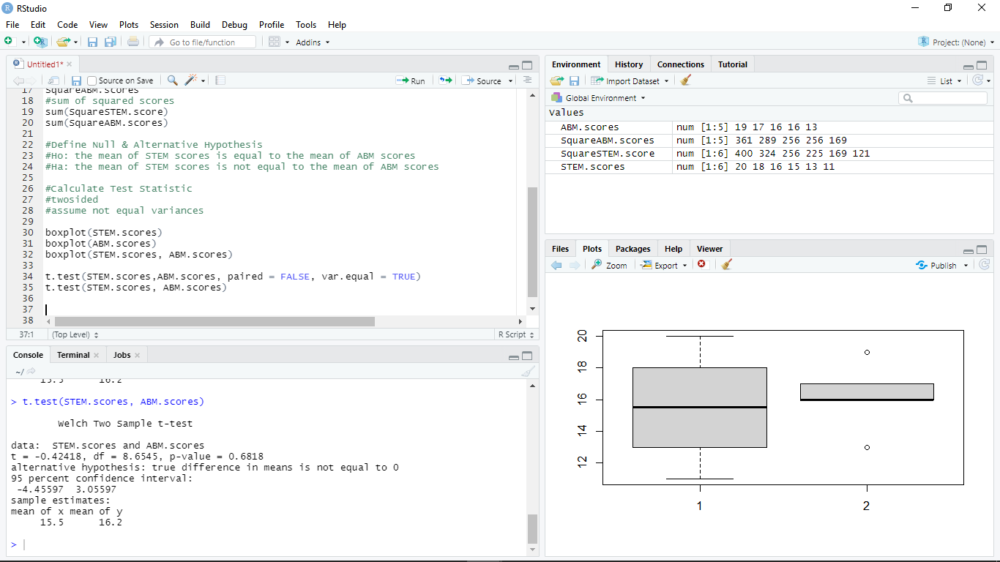 RStudio
File Edit Code View Plots Session Build Debug Profile Tools Help
Go to file/function Addins Project: (None)
Untitled1*
Source on Save Run Source
17 SquareABM.scores
18 #sum of squared scores
19 sum(SquareSTEM.score)
20 sum(SquareABM.scores)
21
22 #Define Null & Alternative Hypothesis
23 #Ho: the mean of STEM scores is equal to the mean of ABM scores
24 #Ha: the mean of STEM scores is not equal to the mean of ABM scores
25
26 #Calculate Test Statistic
27 #twosided
28 #assume not equal variances
29
30 boxplot(STEM.scores)
31 boxplot(ABM.scores)
32 boxplot(STEM.scores, ABM.scores)
33
34 t.test(STEM.scores,ABM.scores, paired = FALSE, var.equal = TRUE)
35 t.test(STEM.scores, ABM.scores)
36
37
38
37:1 (Top Level) R Script
Console Terminal Jobs
~/
15.5 16.2
> t.test(STEM.scores, ABM.scores)
Welch Two Sample t-test
data: STEM.scores and ABM.scores
t = -0.42418, df = 8.6545, p-value = 0.6818
alternative hypothesis: true difference in means is not equal to 0
95 percent confidence interval:
-4.45597 3.05597
sample estimates:
mean of x mean of y
15.5 16.2
>
Environment History Connections Tutorial
Import Dataset List
Global Environment
Values
ABM.scores num [1:5] 19 17 16 16 13
SquareABM.scores num [1:5] 361 289 256 256 169
SquareSTEM.score num [1:6] 400 324 256 225 169 121
STEM.scores num [1:6] 20 18 16 15 13 11
Files Plots Packages Help Viewer
Zoom Export Publish
20
18
16
14
12
1 2